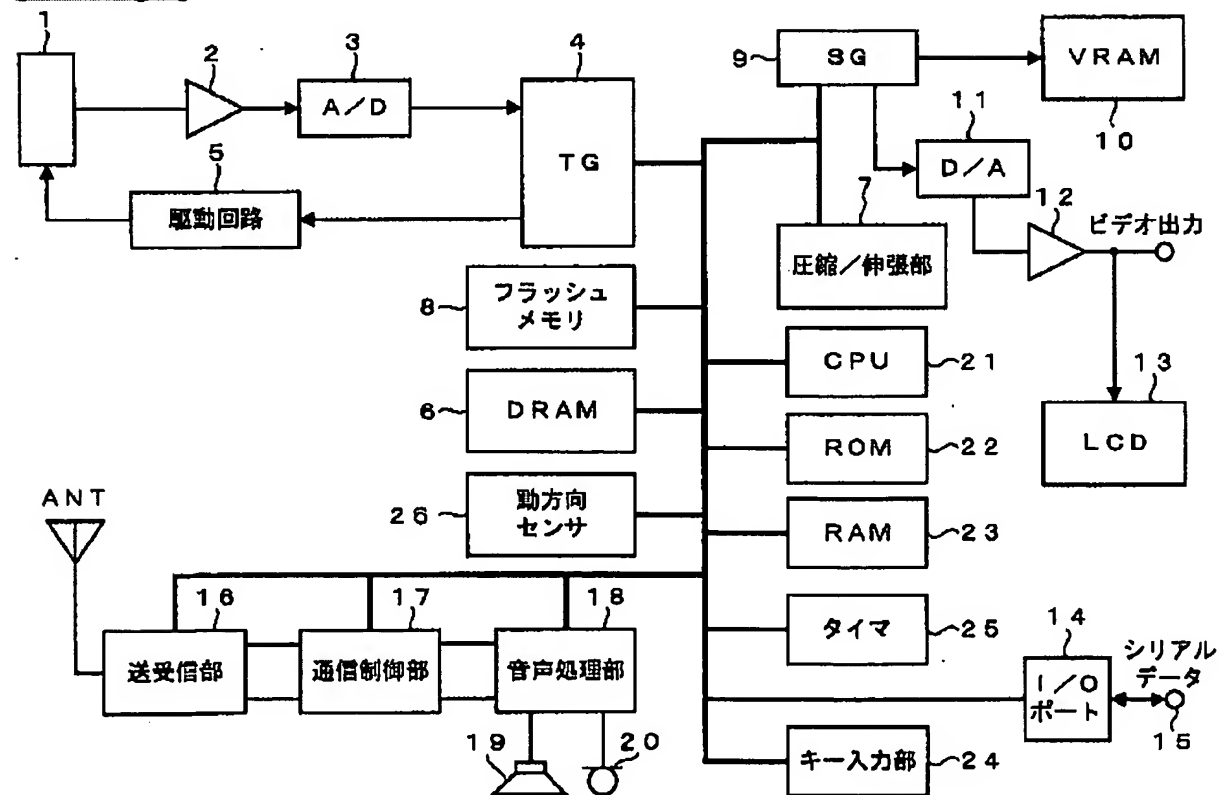 1
2
3
A/D
4
TG
5
駆動回路
9
SG
VRAM
10
11
D/A
7
圧縮/伸張部
12
ビデオ出力
8
フラッシュ
メモリ
CPU
21
13
LCD
6
DRAM
ROM
22
26
動方向
センサ
RAM
23
ANT
16
送受信部
17
通信制御部
18
音声処理部
タイマ
25
14
I/O
ポート
シリアル
データ
15
19
20
キー入力部
24